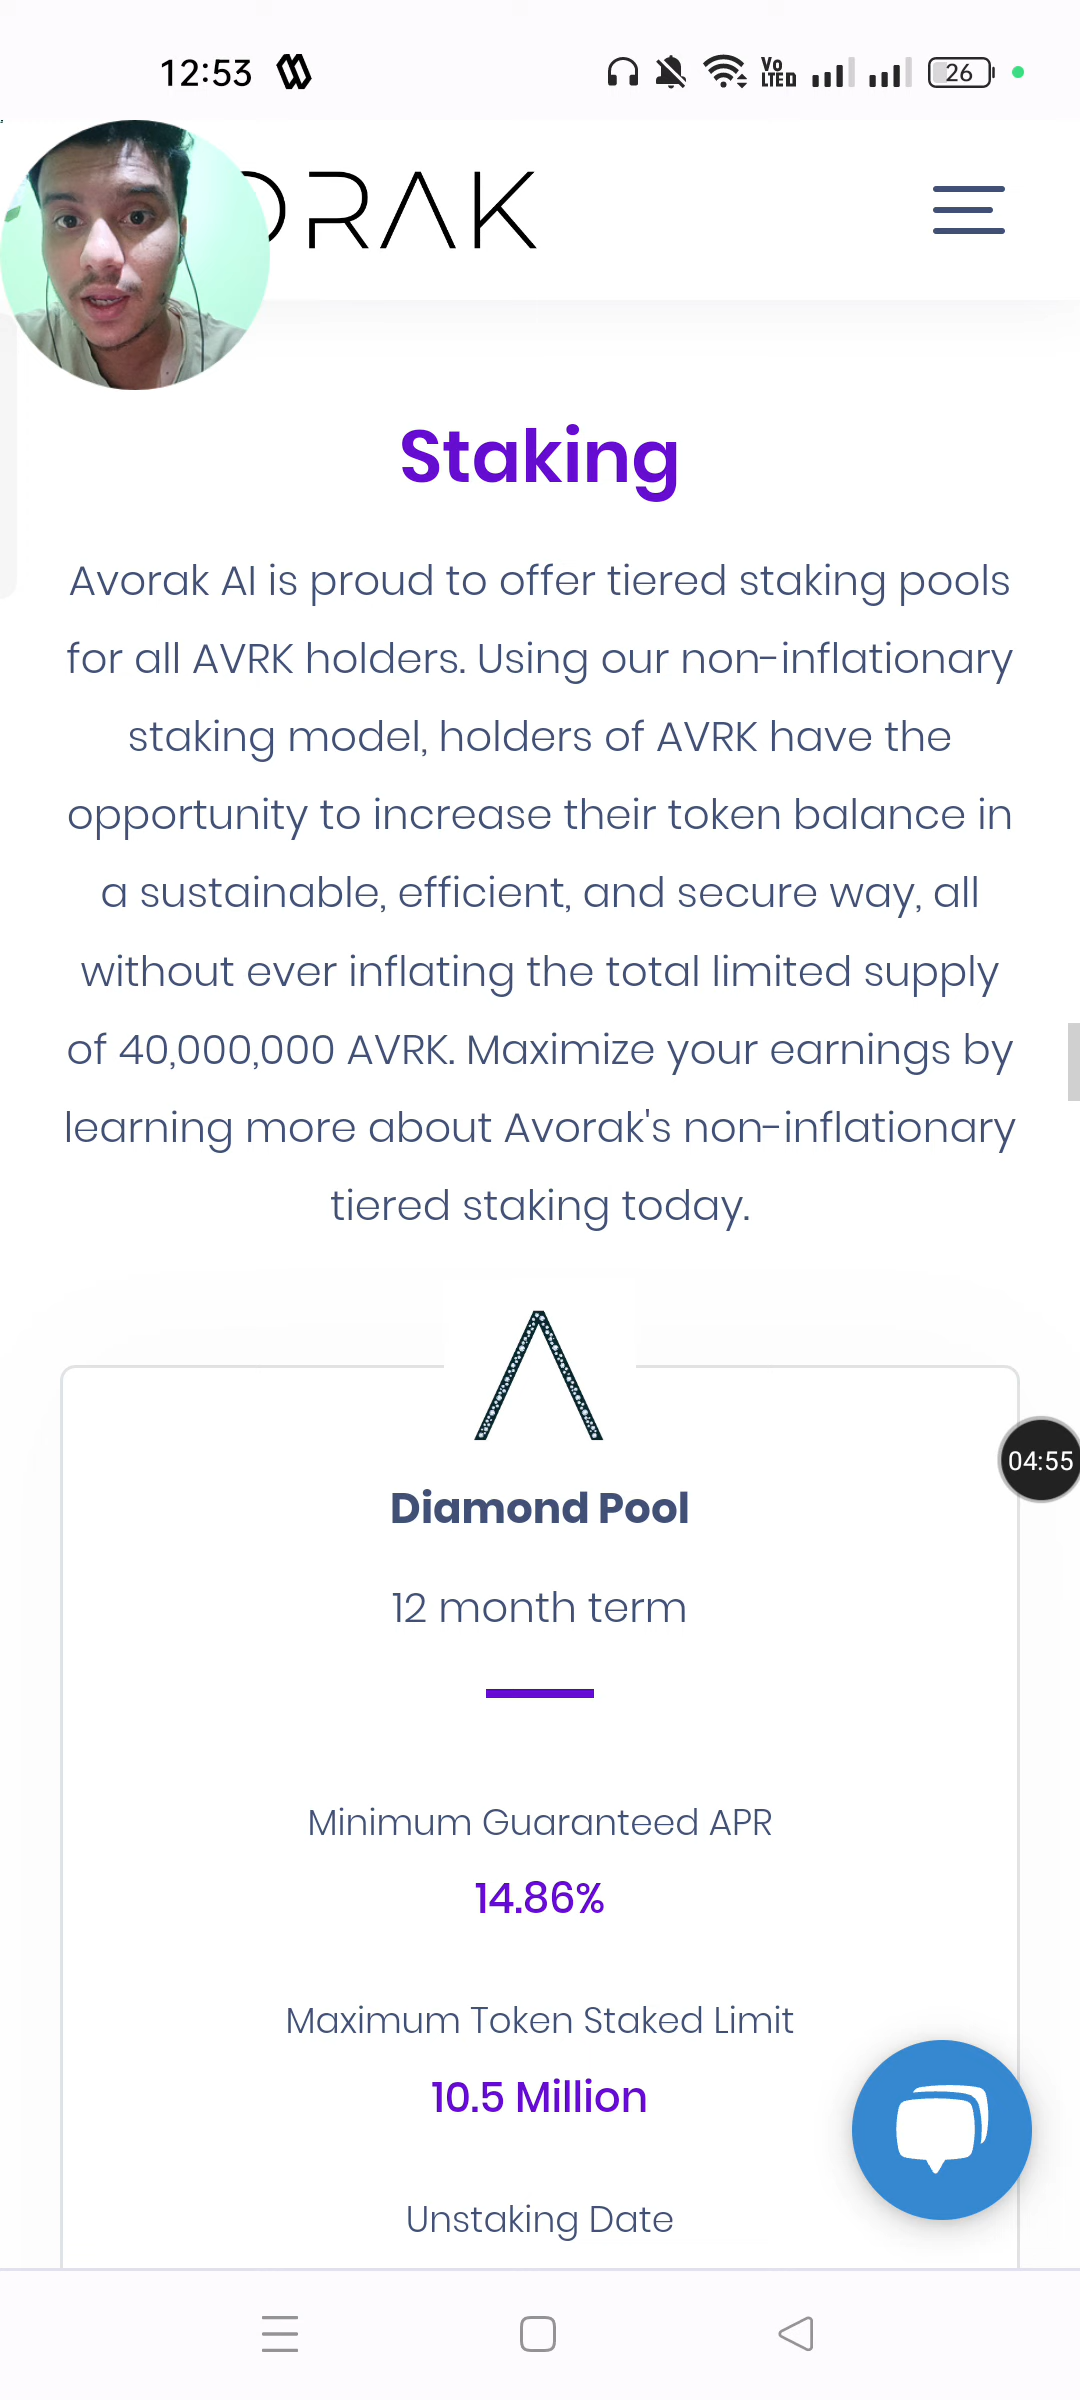 12:53
Vo
LTED
26
ORAK
Staking
Avorak AI is proud to offer tiered staking pools
for all AVRK holders. Using our non-inflationary
staking model, holders of AVRK have the
opportunity to increase their token balance in
a sustainable, efficient, and secure way, all
without ever inflating the total limited supply
of 40,000,000 AVRK. Maximize your earnings by
learning more about Avorak's non-inflationary
tiered staking today.
Diamond Pool
12 month term
04:55
Minimum Guaranteed APR
14.86%
Maximum Token Staked Limit
10.5 Million
Unstaking Date